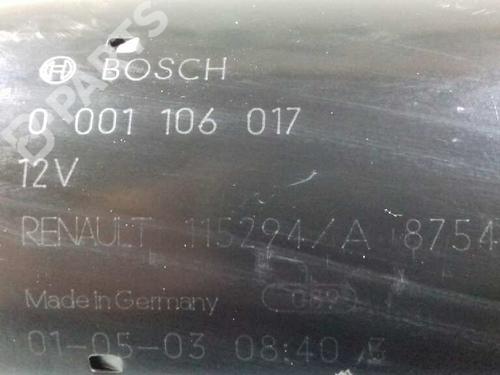 BOSCH
0 001 106 017
12V
RENAULT 115294/A 8754
Made in Germany
01-05-03 08:40